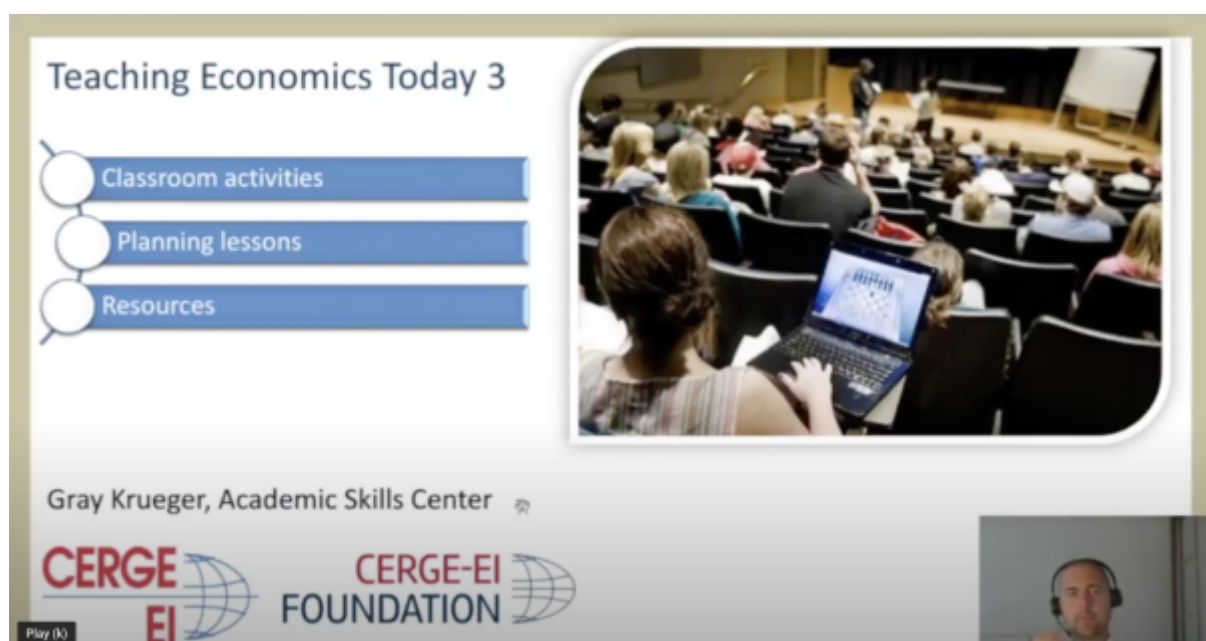 Teaching Economics Today 3
Classroom activities
Planning lessons
Resources
Gray Krueger, Academic Skills Center
CERGE
EI
CERGE-EI
FOUNDATION
Play (k)